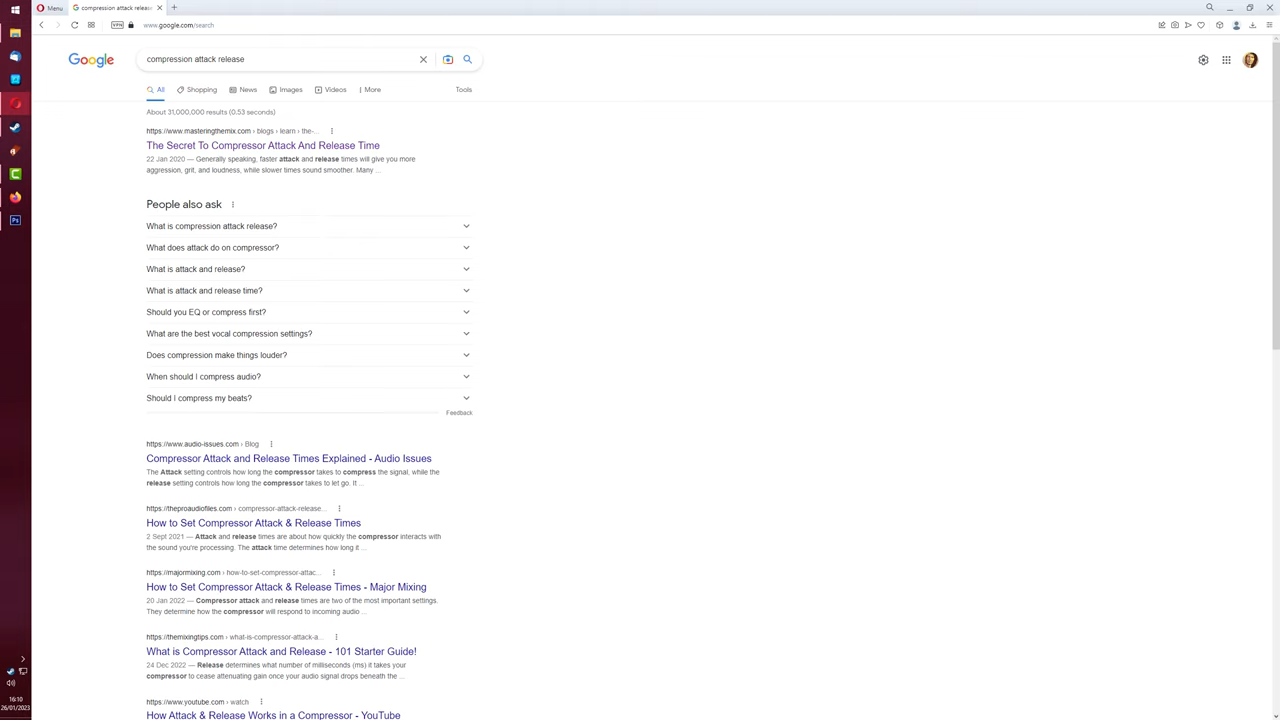 Menu
compression attack release
VPN
www.google.com/search
Google
compression attack release
All
Shopping
News
Images
Videos
More
Tools
About 31,000,000 results (0.53 seconds)
https://www.masteringthemix.com › blogs › learn › the-...
The Secret To Compressor Attack And Release Time
22 Jan 2020 — Generally speaking, faster attack and release times will give you more
aggression, grit, and loudness, while slower times sound smoother. Many ...
People also ask
What is compression attack release?
What does attack do on compressor?
What is attack and release?
What is attack and release time?
Should you EQ or compress first?
What are the best vocal compression settings?
Does compression make things louder?
When should I compress audio?
Should I compress my beats?
Feedback
https://www.audio-issues.com › Blog
Compressor Attack and Release Times Explained - Audio Issues
The Attack setting controls how long the compressor takes to compress the signal, while the
release setting controls how long the compressor takes to let go. It ...
https://theproaudiofiles.com › compressor-attack-release...
How to Set Compressor Attack & Release Times
2 Sept 2021 — Attack and release times are about how quickly the compressor interacts with
the sound you're processing. The attack time determines how long it ...
https://majormixing.com › how-to-set-compressor-attac...
How to Set Compressor Attack & Release Times - Major Mixing
20 Jan 2022 — Compressor attack and release times are two of the most important settings.
They determine how the compressor will respond to incoming audio ...
https://themixingtips.com › what-is-compressor-attack-a...
What is Compressor Attack and Release - 101 Starter Guide!
24 Dec 2022 — Release determines what number of milliseconds (ms) it takes your
compressor to cease attenuating gain once your audio signal drops beneath the ...
https://www.youtube.com › watch
How Attack & Release Works in a Compressor - YouTube
16:10
26/01/2023